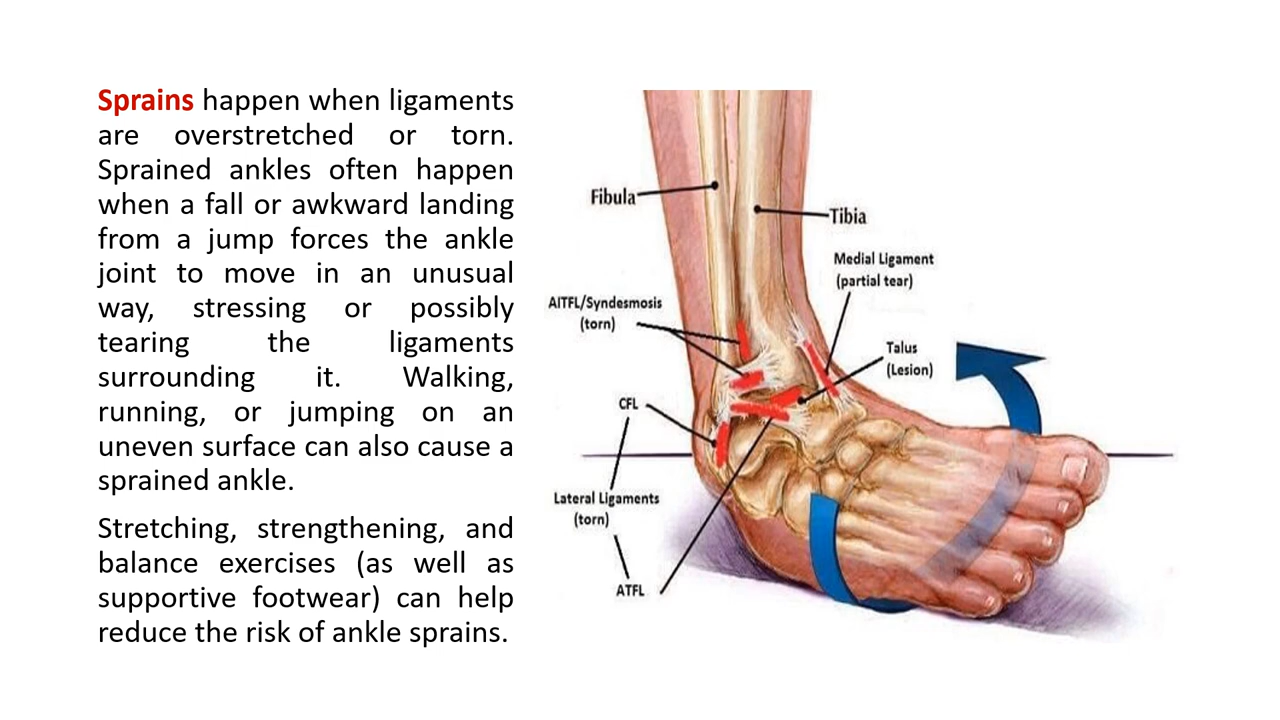 Sprains happen when ligaments
are overstretched or torn.
Sprained ankles often happen
when a fall or awkward landing
from a jump forces the ankle
joint to move in an unusual
way, stressing or possibly
tearing the ligaments
surrounding it. Walking,
running, or jumping on an
uneven surface can also cause a
sprained ankle.
Stretching, strengthening, and
balance exercises (as well as
supportive footwear) can help
reduce the risk of ankle sprains.
Fibula
Tibia
Medial Ligament
(partial tear)
AITFL/Syndesmosis
(torn)
Talus
(Lesion)
CFL
Lateral Ligaments
(torn)
ATFL